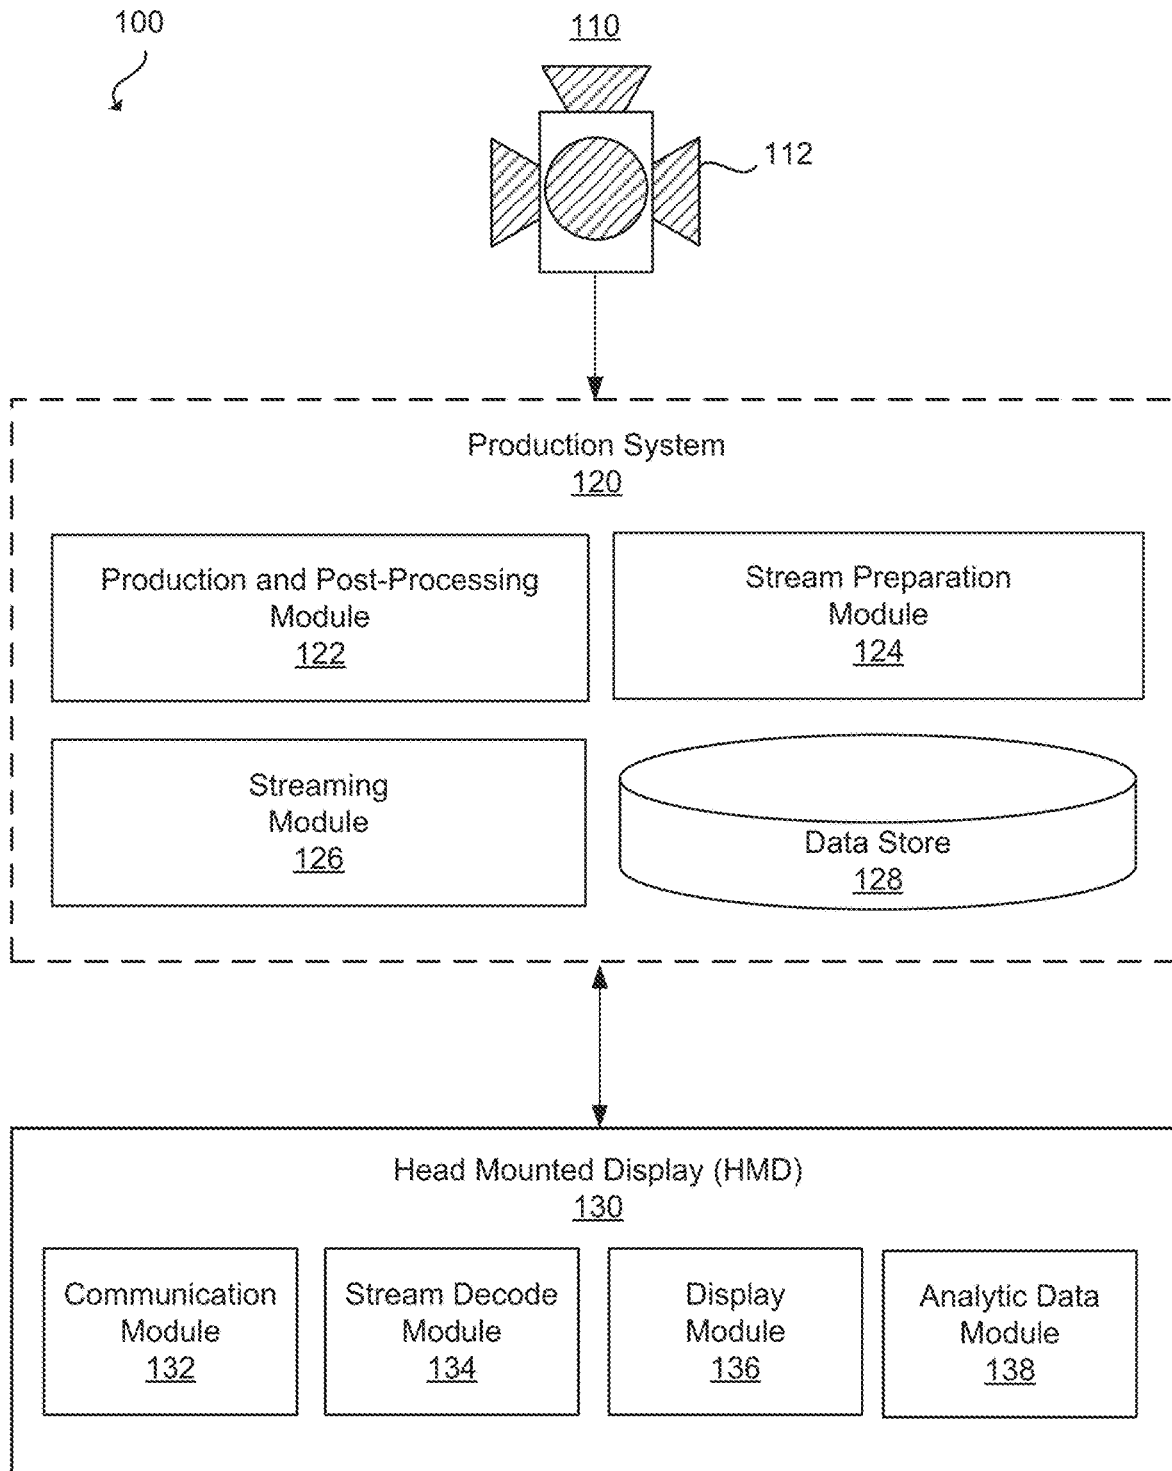 100
110
112
Production System
120
Production and Post-Processing
Module
122
Stream Preparation
Module
124
Streaming
Module
126
Data Store
128
Head Mounted Display (HMD)
130
Communication
Module
132
Stream Decode
Module
134
Display
Module
136
Analytic Data
Module
138